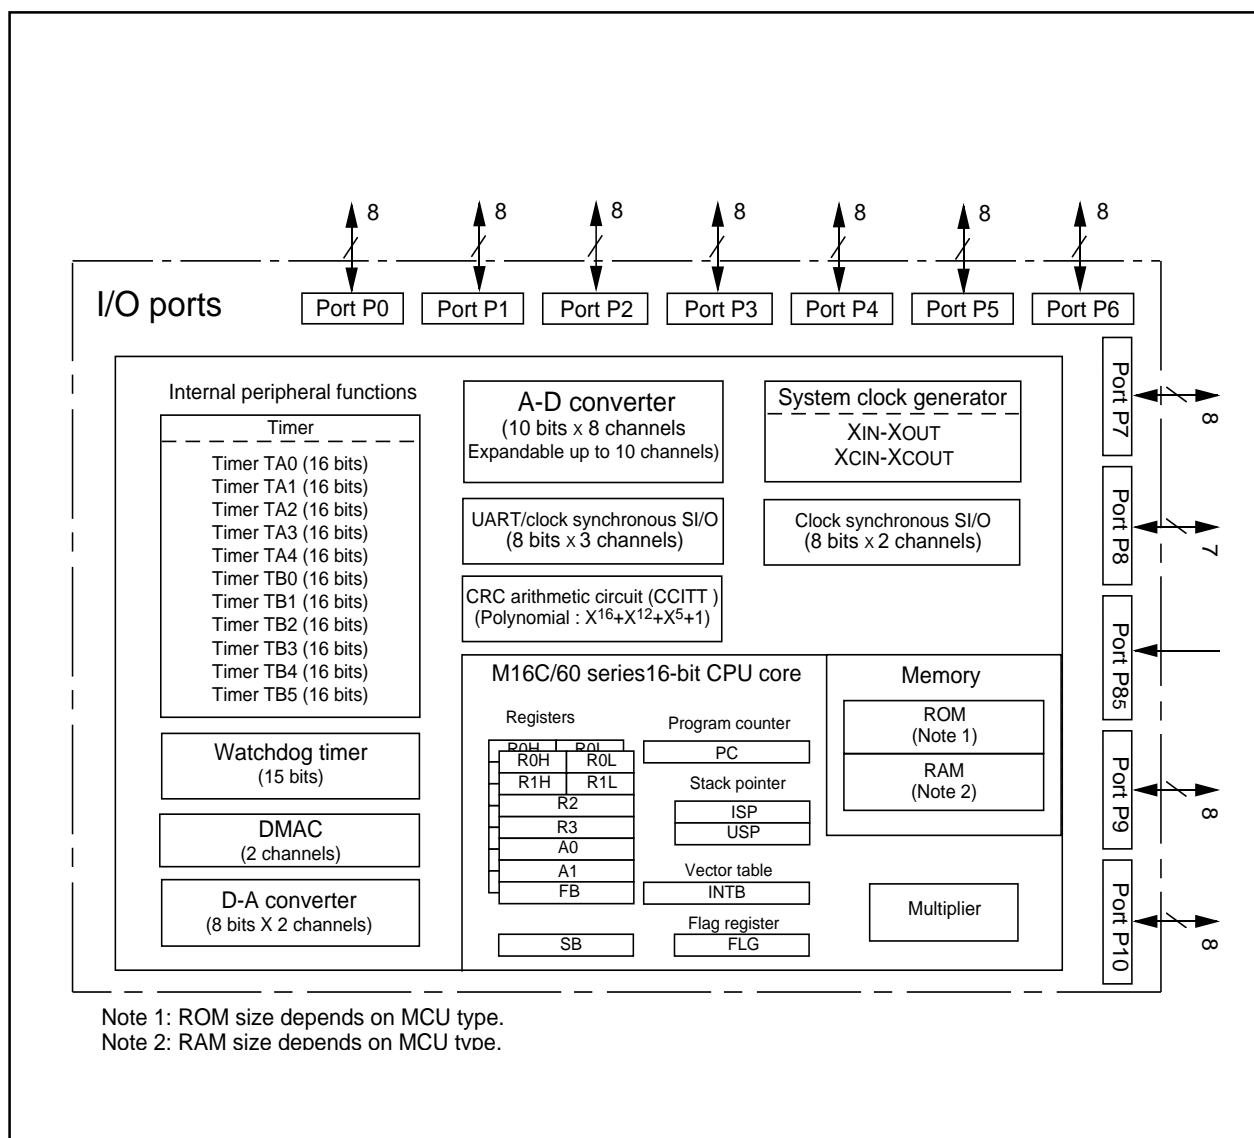 8 8 8 8 8 8 8
I/O ports
Port P0 Port P1 Port P2 Port P3 Port P4 Port P5 Port P6
Internal peripheral functions
Timer
Timer TA0 (16 bits)
Timer TA1 (16 bits)
Timer TA2 (16 bits)
Timer TA3 (16 bits)
Timer TA4 (16 bits)
Timer TB0 (16 bits)
Timer TB1 (16 bits)
Timer TB2 (16 bits)
Timer TB3 (16 bits)
Timer TB4 (16 bits)
Timer TB5 (16 bits)
Watchdog timer
(15 bits)
DMAC
(2 channels)
D-A converter
(8 bits X 2 channels)
A-D converter
(10 bits x 8 channels
Expandable up to 10 channels)
UART/clock synchronous SI/O
(8 bits x 3 channels)
CRC arithmetic circuit (CCITT )
(Polynomial : X16+X12+X5+1)
System clock generator
XIN-XOUT
XCIN-XCOUT
Clock synchronous SI/O
(8 bits x 2 channels)
M16C/60 series16-bit CPU core
Registers
R0H R0L
R0H R0L
R1H R1L
R2
R3
A0
A1
FB
SB
Program counter
PC
Stack pointer
ISP
USP
Vector table
INTB
Flag register
FLG
Memory
ROM
(Note 1)
RAM
(Note 2)
Multiplier
Port P7
8
Port P8
7
Port P85
Port P9
8
Port P10
8
Note 1: ROM size depends on MCU type.
Note 2: RAM size depends on MCU type.